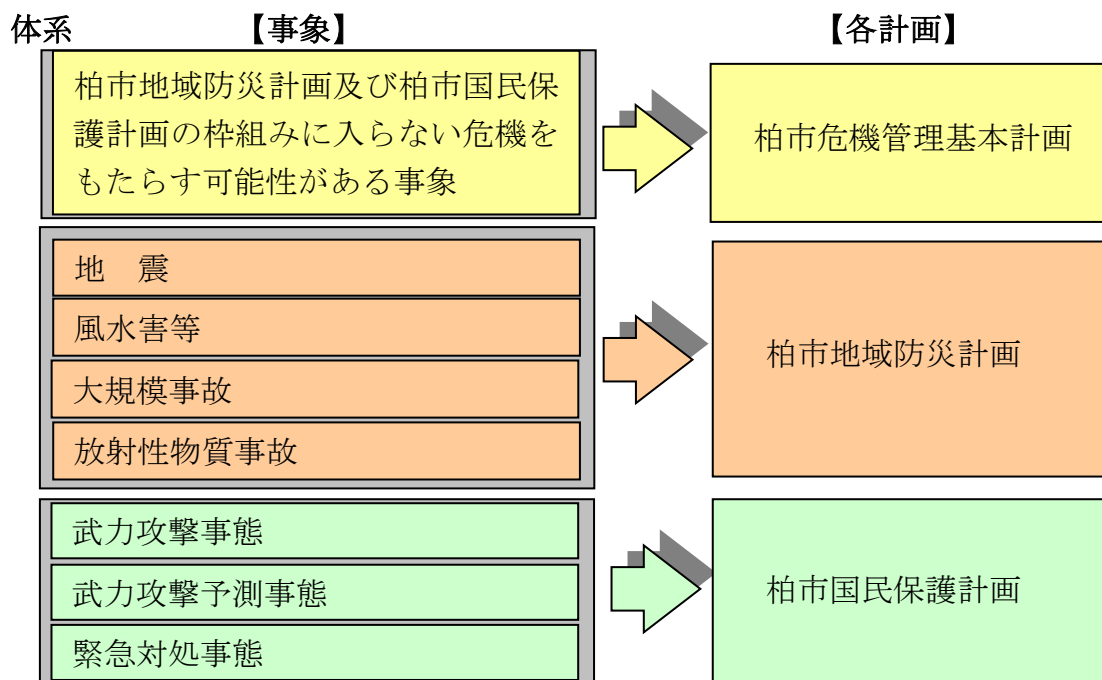 体系
【事象】
【各計画】
柏市地域防災計画及び柏市国民保
護計画の枠組みに入らない危機を
もたらす可能性がある事象
柏市危機管理基本計画
地　震
風水害等
大規模事故
放射性物質事故
柏市地域防災計画
武力攻撃事態
武力攻撃予測事態
緊急対処事態
柏市国民保護計画